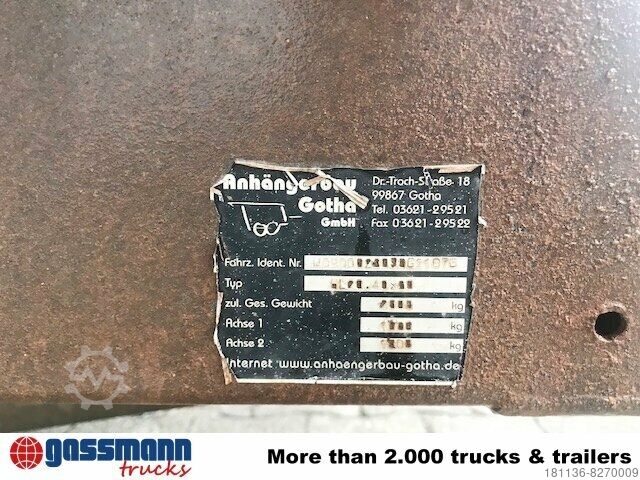 Anhängerbau
Gotha
GmbH
Dr.-Troch-Straße 18
99867 Gotha
Tel. 03621-29521
Fax 03621-29522
Fahrz. Ident. Nr.
Typ
zul. Ges. Gewicht kg
Achse 1 kg
Achse 2 kg
Internet www.anhaengerbau-gotha.de
gassmann
trucks
More than 2.000 trucks & trailers
181136-8270009